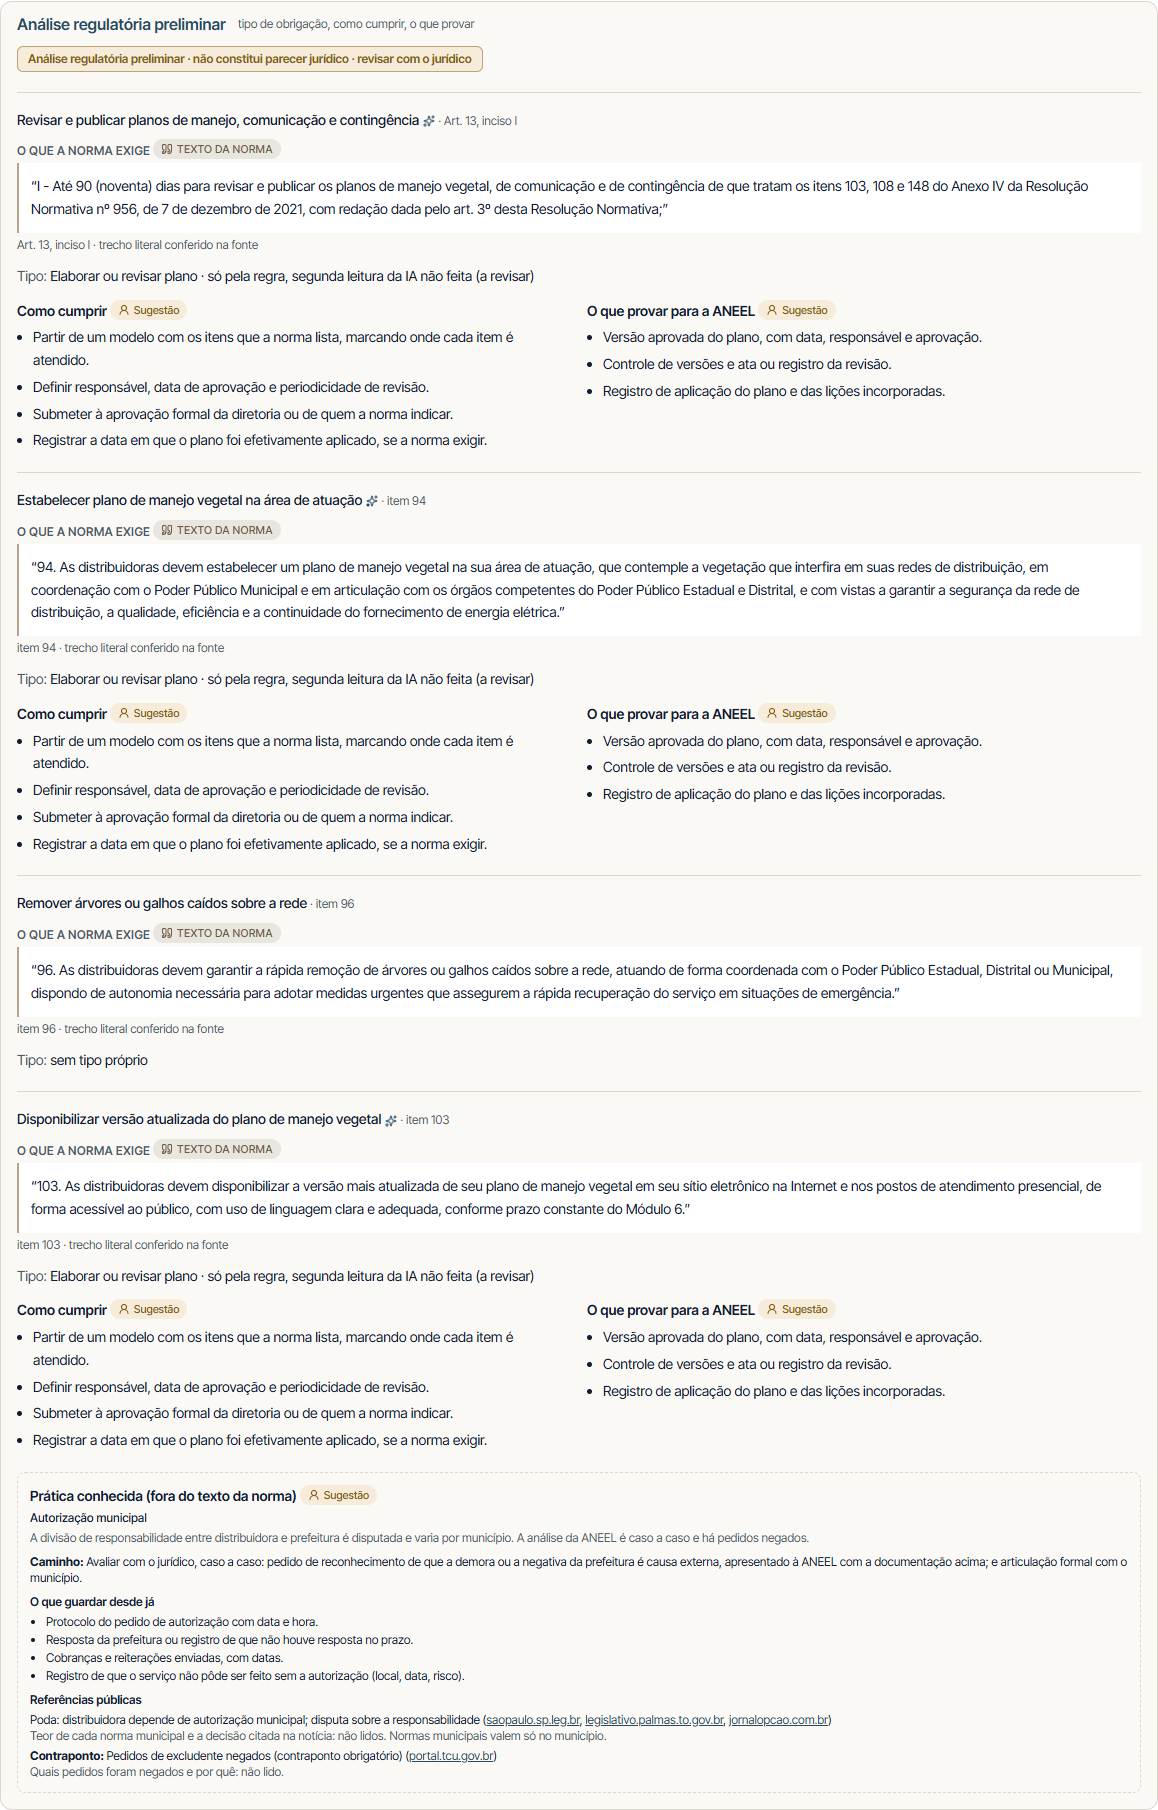 Análise regulatória preliminar tipo de obrigação, como cumprir, o que provar
Análise regulatória preliminar · não constitui parecer jurídico · revisar com o jurídico
Revisar e publicar planos de manejo, comunicação e contingência · Art. 13, inciso I
O QUE A NORMA EXIGE TEXTO DA NORMA
“I - Até 90 (noventa) dias para revisar e publicar os planos de manejo vegetal, de comunicação e de contingência de que tratam os itens 103, 108 e 148 do Anexo IV da Resolução
Normativa nº 956, de 7 de dezembro de 2021, com redação dada pelo art. 3º desta Resolução Normativa;”
Art. 13, inciso I · trecho literal conferido na fonte
Tipo: Elaborar ou revisar plano · só pela regra, segunda leitura da IA não feita (a revisar)
Como cumprir Sugestão
• Partir de um modelo com os itens que a norma lista, marcando onde cada item é
atendido.
• Definir responsável, data de aprovação e periodicidade de revisão.
• Submeter à aprovação formal da diretoria ou de quem a norma indicar.
• Registrar a data em que o plano foi efetivamente aplicado, se a norma exigir.
O que provar para a ANEEL Sugestão
• Versão aprovada do plano, com data, responsável e aprovação.
• Controle de versões e ata ou registro da revisão.
• Registro de aplicação do plano e das lições incorporadas.
Estabelecer plano de manejo vegetal na área de atuação · item 94
O QUE A NORMA EXIGE TEXTO DA NORMA
“94. As distribuidoras devem estabelecer um plano de manejo vegetal na sua área de atuação, que contemple a vegetação que interfira em suas redes de distribuição, em
coordenação com o Poder Público Municipal e em articulação com os órgãos competentes do Poder Público Estadual e Distrital, e com vistas a garantir a segurança da rede de
distribuição, a qualidade, eficiência e a continuidade do fornecimento de energia elétrica.”
item 94 · trecho literal conferido na fonte
Tipo: Elaborar ou revisar plano · só pela regra, segunda leitura da IA não feita (a revisar)
Como cumprir Sugestão
• Partir de um modelo com os itens que a norma lista, marcando onde cada item é
atendido.
• Definir responsável, data de aprovação e periodicidade de revisão.
• Submeter à aprovação formal da diretoria ou de quem a norma indicar.
• Registrar a data em que o plano foi efetivamente aplicado, se a norma exigir.
O que provar para a ANEEL Sugestão
• Versão aprovada do plano, com data, responsável e aprovação.
• Controle de versões e ata ou registro da revisão.
• Registro de aplicação do plano e das lições incorporadas.
Remover árvores ou galhos caídos sobre a rede · item 96
O QUE A NORMA EXIGE TEXTO DA NORMA
“96. As distribuidoras devem garantir a rápida remoção de árvores ou galhos caídos sobre a rede, atuando de forma coordenada com o Poder Público Estadual, Distrital ou Municipal,
dispondo de autonomia necessária para adotar medidas urgentes que assegurem a rápida recuperação do serviço em situações de emergência.”
item 96 · trecho literal conferido na fonte
Tipo: sem tipo próprio
Disponibilizar versão atualizada do plano de manejo vegetal · item 103
O QUE A NORMA EXIGE TEXTO DA NORMA
“103. As distribuidoras devem disponibilizar a versão mais atualizada de seu plano de manejo vegetal em seu sítio eletrônico na Internet e nos postos de atendimento presencial, de
forma acessível ao público, com uso de linguagem clara e adequada, conforme prazo constante do Módulo 6.”
item 103 · trecho literal conferido na fonte
Tipo: Elaborar ou revisar plano · só pela regra, segunda leitura da IA não feita (a revisar)
Como cumprir Sugestão
• Partir de um modelo com os itens que a norma lista, marcando onde cada item é
atendido.
• Definir responsável, data de aprovação e periodicidade de revisão.
• Submeter à aprovação formal da diretoria ou de quem a norma indicar.
• Registrar a data em que o plano foi efetivamente aplicado, se a norma exigir.
O que provar para a ANEEL Sugestão
• Versão aprovada do plano, com data, responsável e aprovação.
• Controle de versões e ata ou registro da revisão.
• Registro de aplicação do plano e das lições incorporadas.
Prática conhecida (fora do texto da norma) Sugestão
Autorização municipal
A divisão de responsabilidade entre distribuidora e prefeitura é disputada e varia por município. A análise da ANEEL é caso a caso e há pedidos negados.
Caminho: Avaliar com o jurídico, caso a caso: pedido de reconhecimento de que a demora ou a negativa da prefeitura é causa externa, apresentado à ANEEL com a documentação acima; e articulação formal com o
município.
O que guardar desde já
• Protocolo do pedido de autorização com data e hora.
• Resposta da prefeitura ou registro de que não houve resposta no prazo.
• Cobranças e reiterações enviadas, com datas.
• Registro de que o serviço não pôde ser feito sem a autorização (local, data, risco).
Referências públicas
Poda: distribuidora depende de autorização municipal; disputa sobre a responsabilidade (saopaulo.sp.leg.br, legislativo.palmas.to.gov.br, jornalopcao.com.br)
Teor de cada norma municipal e a decisão citada na notícia: não lidos. Normas municipais valem só no município.
Contraponto: Pedidos de excludente negados (contraponto obrigatório) (portal.tcu.gov.br)
Quais pedidos foram negados e por quê: não lido.